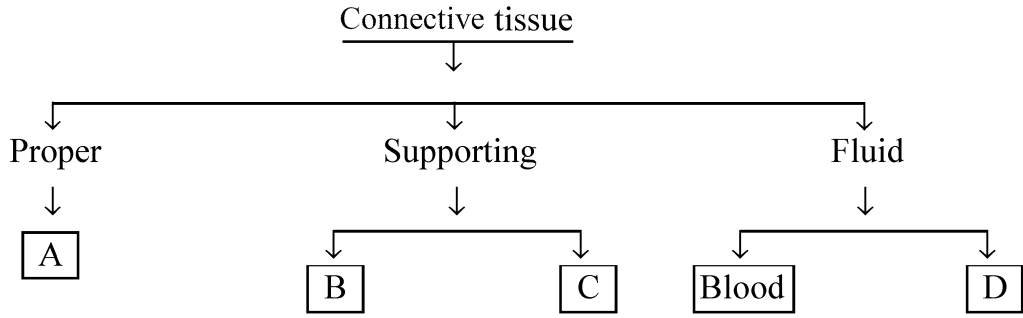 Connective tissue
Proper
Supporting
Fluid
A
B
C
Blood
D